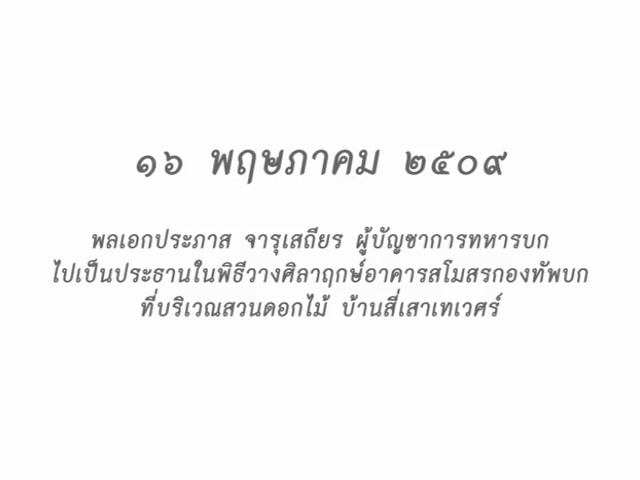 ๑๖ พฤษภาคม ๒๕๐๙
พลเอกประภาส จารุเสถียร ผู้บัญชาการทหารบก
ไปเป็นประธานในพิธีวางศิลาฤกษ์อาคารสโมสรกองทัพบก
ที่บริเวณสวนดอกไม้ บ้านสี่เสาเทเวศร์